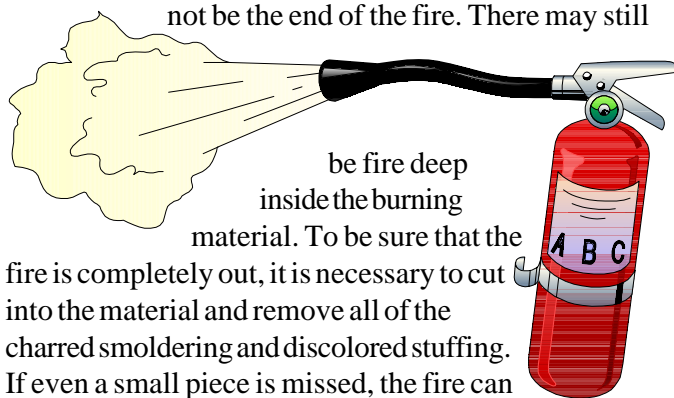 not be the end of the fire. There may still
be fire deep
inside the burning
material. To be sure that the
fire is completely out, it is necessary to cut
into the material and remove all of the
charred smoldering and discolored stuffing.
If even a small piece is missed, the fire can
A B C